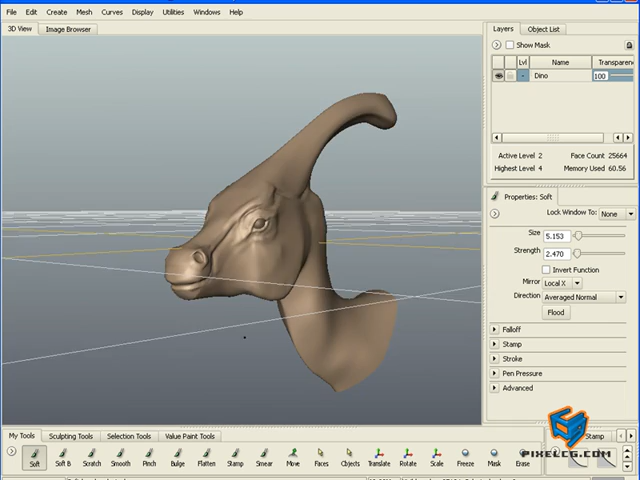 File Edit Create Mesh Curves Display Utilities Windows Help
3D View Image Browser
Layers Object List
Show Mask
Lvl Name Transparen
Dino 100
Active Level 2 Face Count 25664
Highest Level 4 Memory Used 60.56
Properties: Soft
Lock Window To: None
Size 5.153
Strength 2.470
Invert Function
Mirror Local X
Direction Averaged Normal
Flood
Falloff
Stamp
Stroke
Pen Pressure
Advanced
My Tools Sculpting Tools Selection Tools Value Paint Tools Stamp
Soft Soft B Scratch Smooth Pinch Bulge Flatten Stamp Smear Move Faces Objects Translate Rotate Scale Freeze Mask Erase
PIXELCG.COM